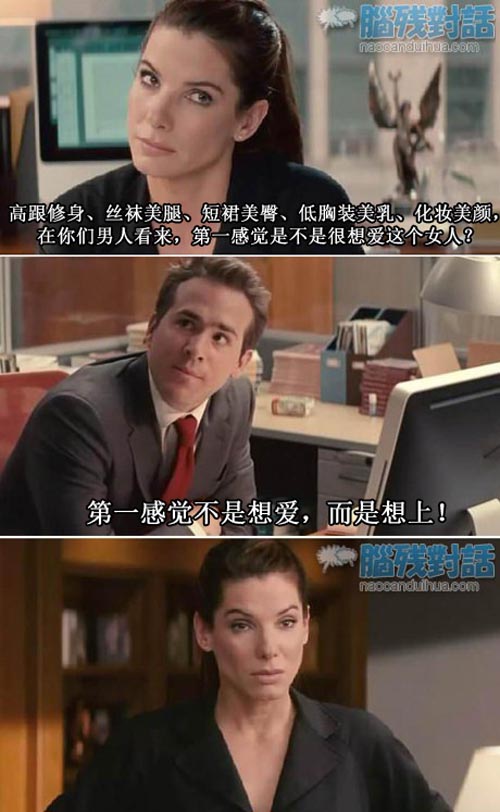 腦残對話
naocanduihua.com
高跟修身、丝袜美腿、短裙美臀、低胸装美乳、化妆美颜，
在你们男人看来，第一感觉是不是很想爱这个女人？
第一感觉不是想爱，而是想上！
腦残對話
naocanduihua.com